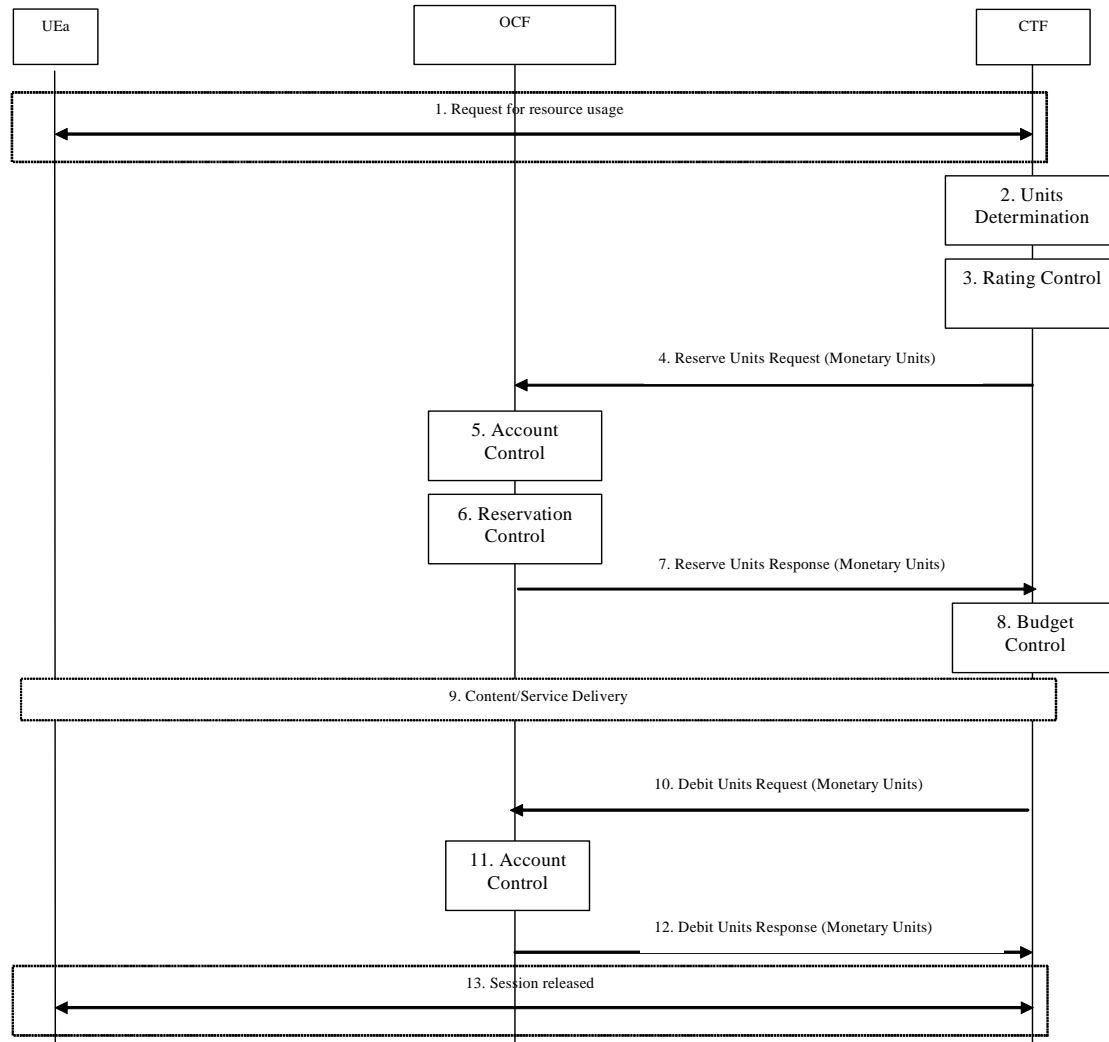 UEa
OCF
CTF
1. Request for resource usage
2. Units
Determination
3. Rating Control
4. Reserve Units Request (Monetary Units)
5. Account
Control
6. Reservation
Control
7. Reserve Units Response (Monetary Units)
8. Budget
Control
9. Content/Service Delivery
10. Debit Units Request (Monetary Units)
11. Account
Control
12. Debit Units Response (Monetary Units)
13. Session released